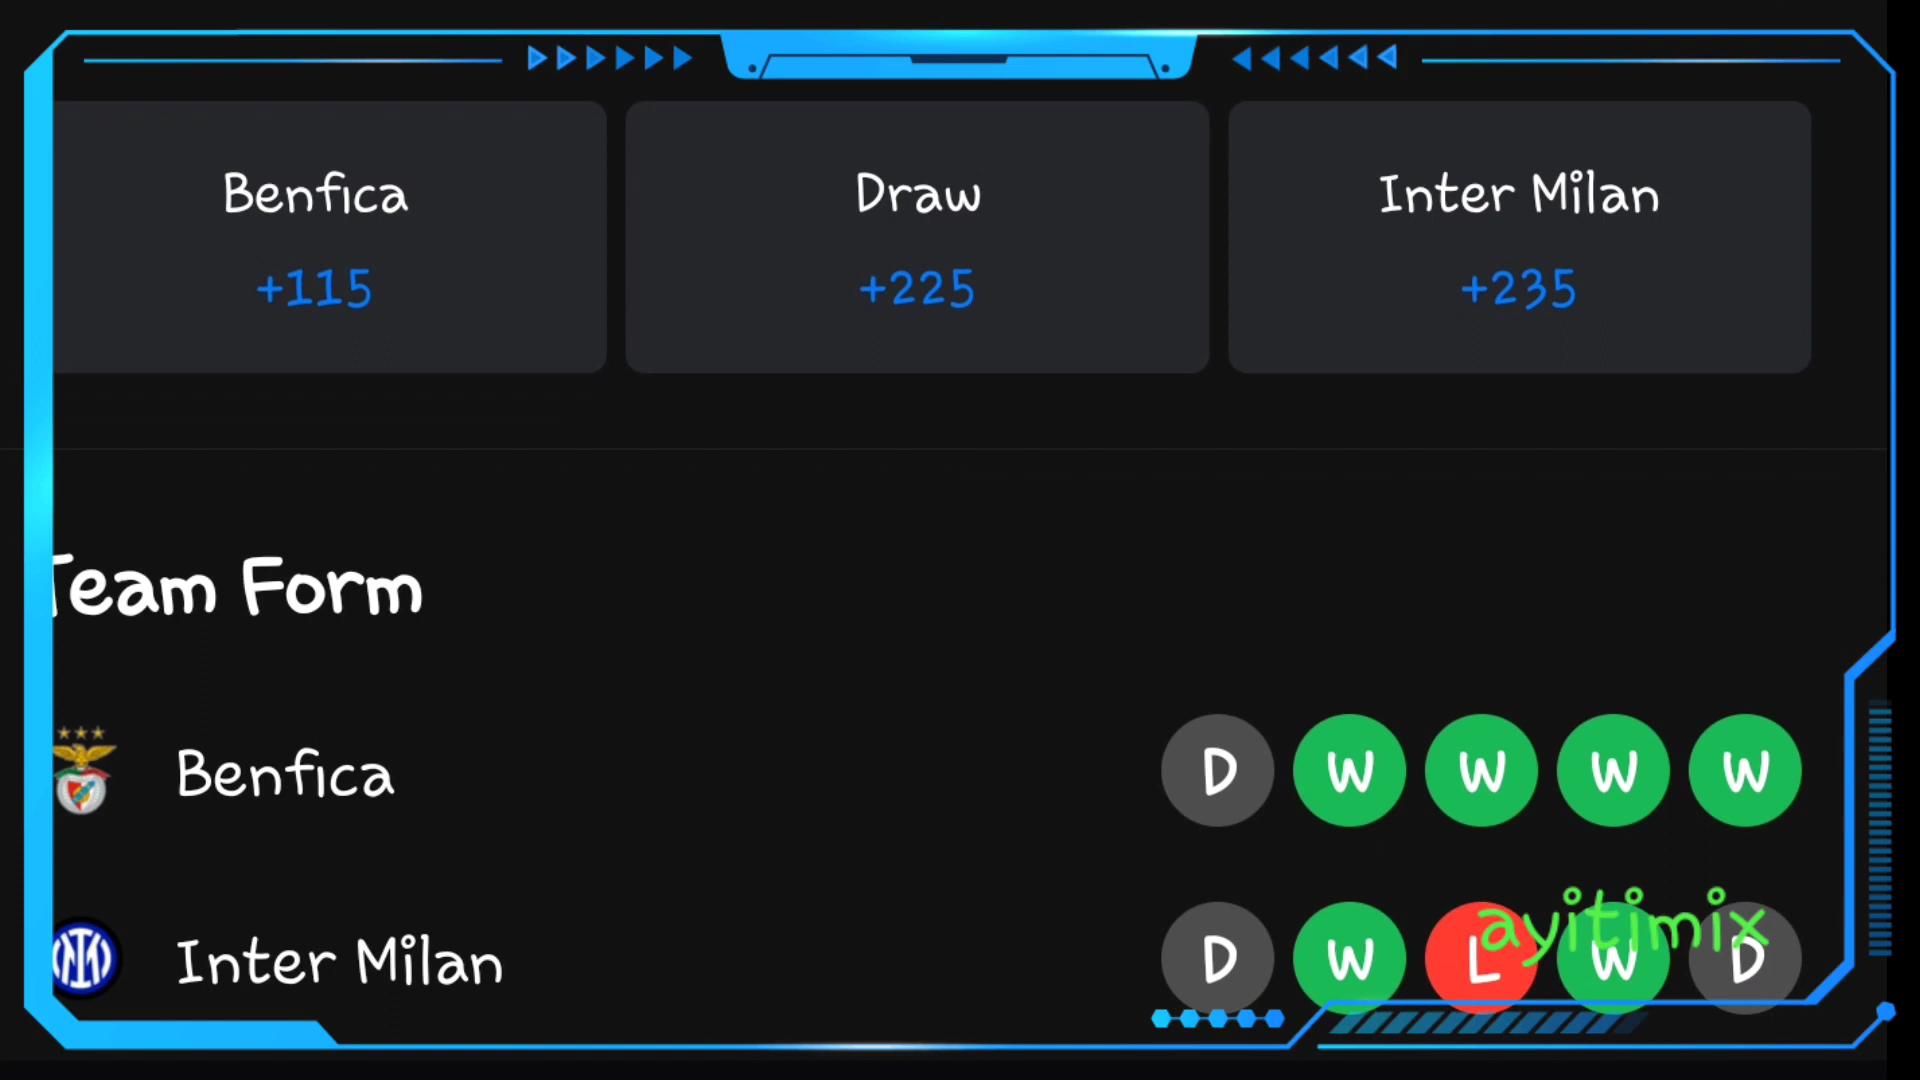 Benfica Draw Inter Milan
+115 +225 +235
Team Form
Benfica D W W W W
ayitimix
Inter Milan D W L W D